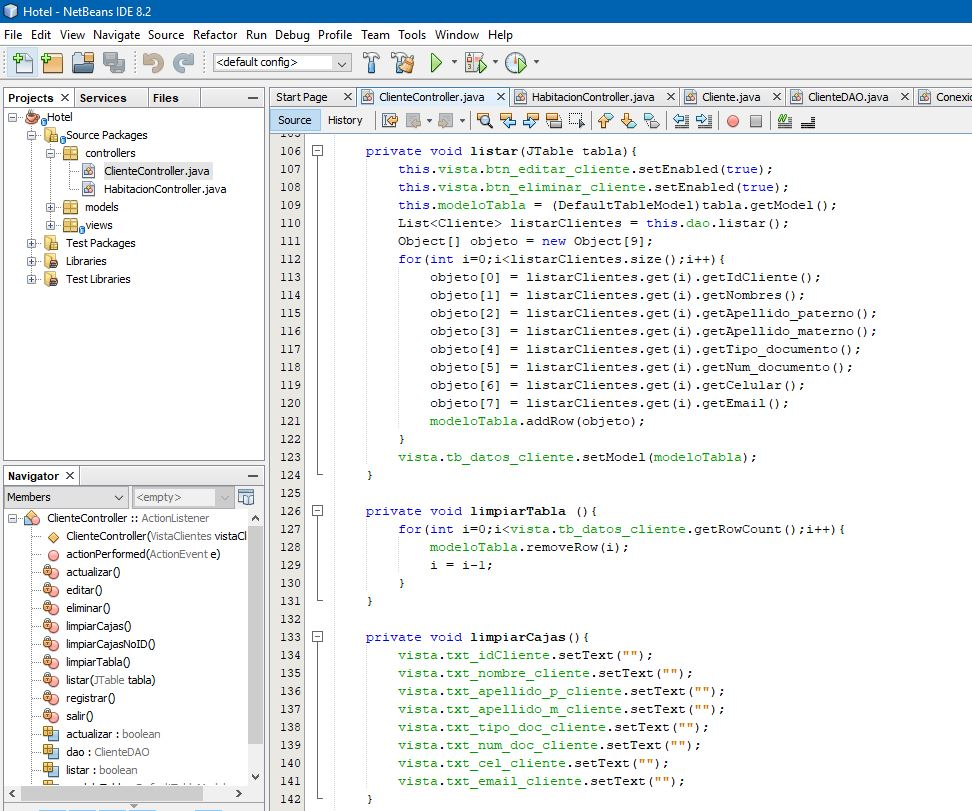 Hotel - NetBeans IDE 8.2
File Edit View Navigate Source Refactor Run Debug Profile Team Tools Window Help
<default config>
Projects Services Files
Hotel
Source Packages
controllers
ClienteController.java
HabitacionController.java
models
views
Test Packages
Libraries
Test Libraries
Navigator
Members <empty>
ClienteController :: ActionListener
ClienteController(VistaClientes vistaCl
actionPerformed(ActionEvent e)
actualizar()
editar()
eliminar()
limpiarCajas()
limpiarCajasNoID()
limpiarTabla()
listar(JTable tabla)
registrar()
salir()
actualizar : boolean
dao : ClienteDAO
listar : boolean
Start Page ClienteController.java HabitacionController.java Cliente.java ClienteDAO.java Conexio
Source History
105
106 private void listar(JTable tabla){
107 this.vista.btn_editar_cliente.setEnabled(true);
108 this.vista.btn_eliminar_cliente.setEnabled(true);
109 this.modeloTabla = (DefaultTableModel)tabla.getModel();
110 List<Cliente> listarClientes = this.dao.listar();
111 Object[] objeto = new Object[9];
112 for(int i=0;i<listarClientes.size();i++){
113 objeto[0] = listarClientes.get(i).getIdCliente();
114 objeto[1] = listarClientes.get(i).getNombres();
115 objeto[2] = listarClientes.get(i).getApellido_paterno();
116 objeto[3] = listarClientes.get(i).getApellido_materno();
117 objeto[4] = listarClientes.get(i).getTipo_documento();
118 objeto[5] = listarClientes.get(i).getNum_documento();
119 objeto[6] = listarClientes.get(i).getCelular();
120 objeto[7] = listarClientes.get(i).getEmail();
121 modeloTabla.addRow(objeto);
122 }
123 vista.tb_datos_cliente.setModel(modeloTabla);
124 }
125
126 private void limpiarTabla (){
127 for(int i=0;i<vista.tb_datos_cliente.getRowCount();i++){
128 modeloTabla.removeRow(i);
129 i = i-1;
130 }
131 }
132
133 private void limpiarCajas(){
134 vista.txt_idCliente.setText("");
135 vista.txt_nombre_cliente.setText("");
136 vista.txt_apellido_p_cliente.setText("");
137 vista.txt_apellido_m_cliente.setText("");
138 vista.txt_tipo_doc_cliente.setText("");
139 vista.txt_num_doc_cliente.setText("");
140 vista.txt_cel_cliente.setText("");
141 vista.txt_email_cliente.setText("");
142 }